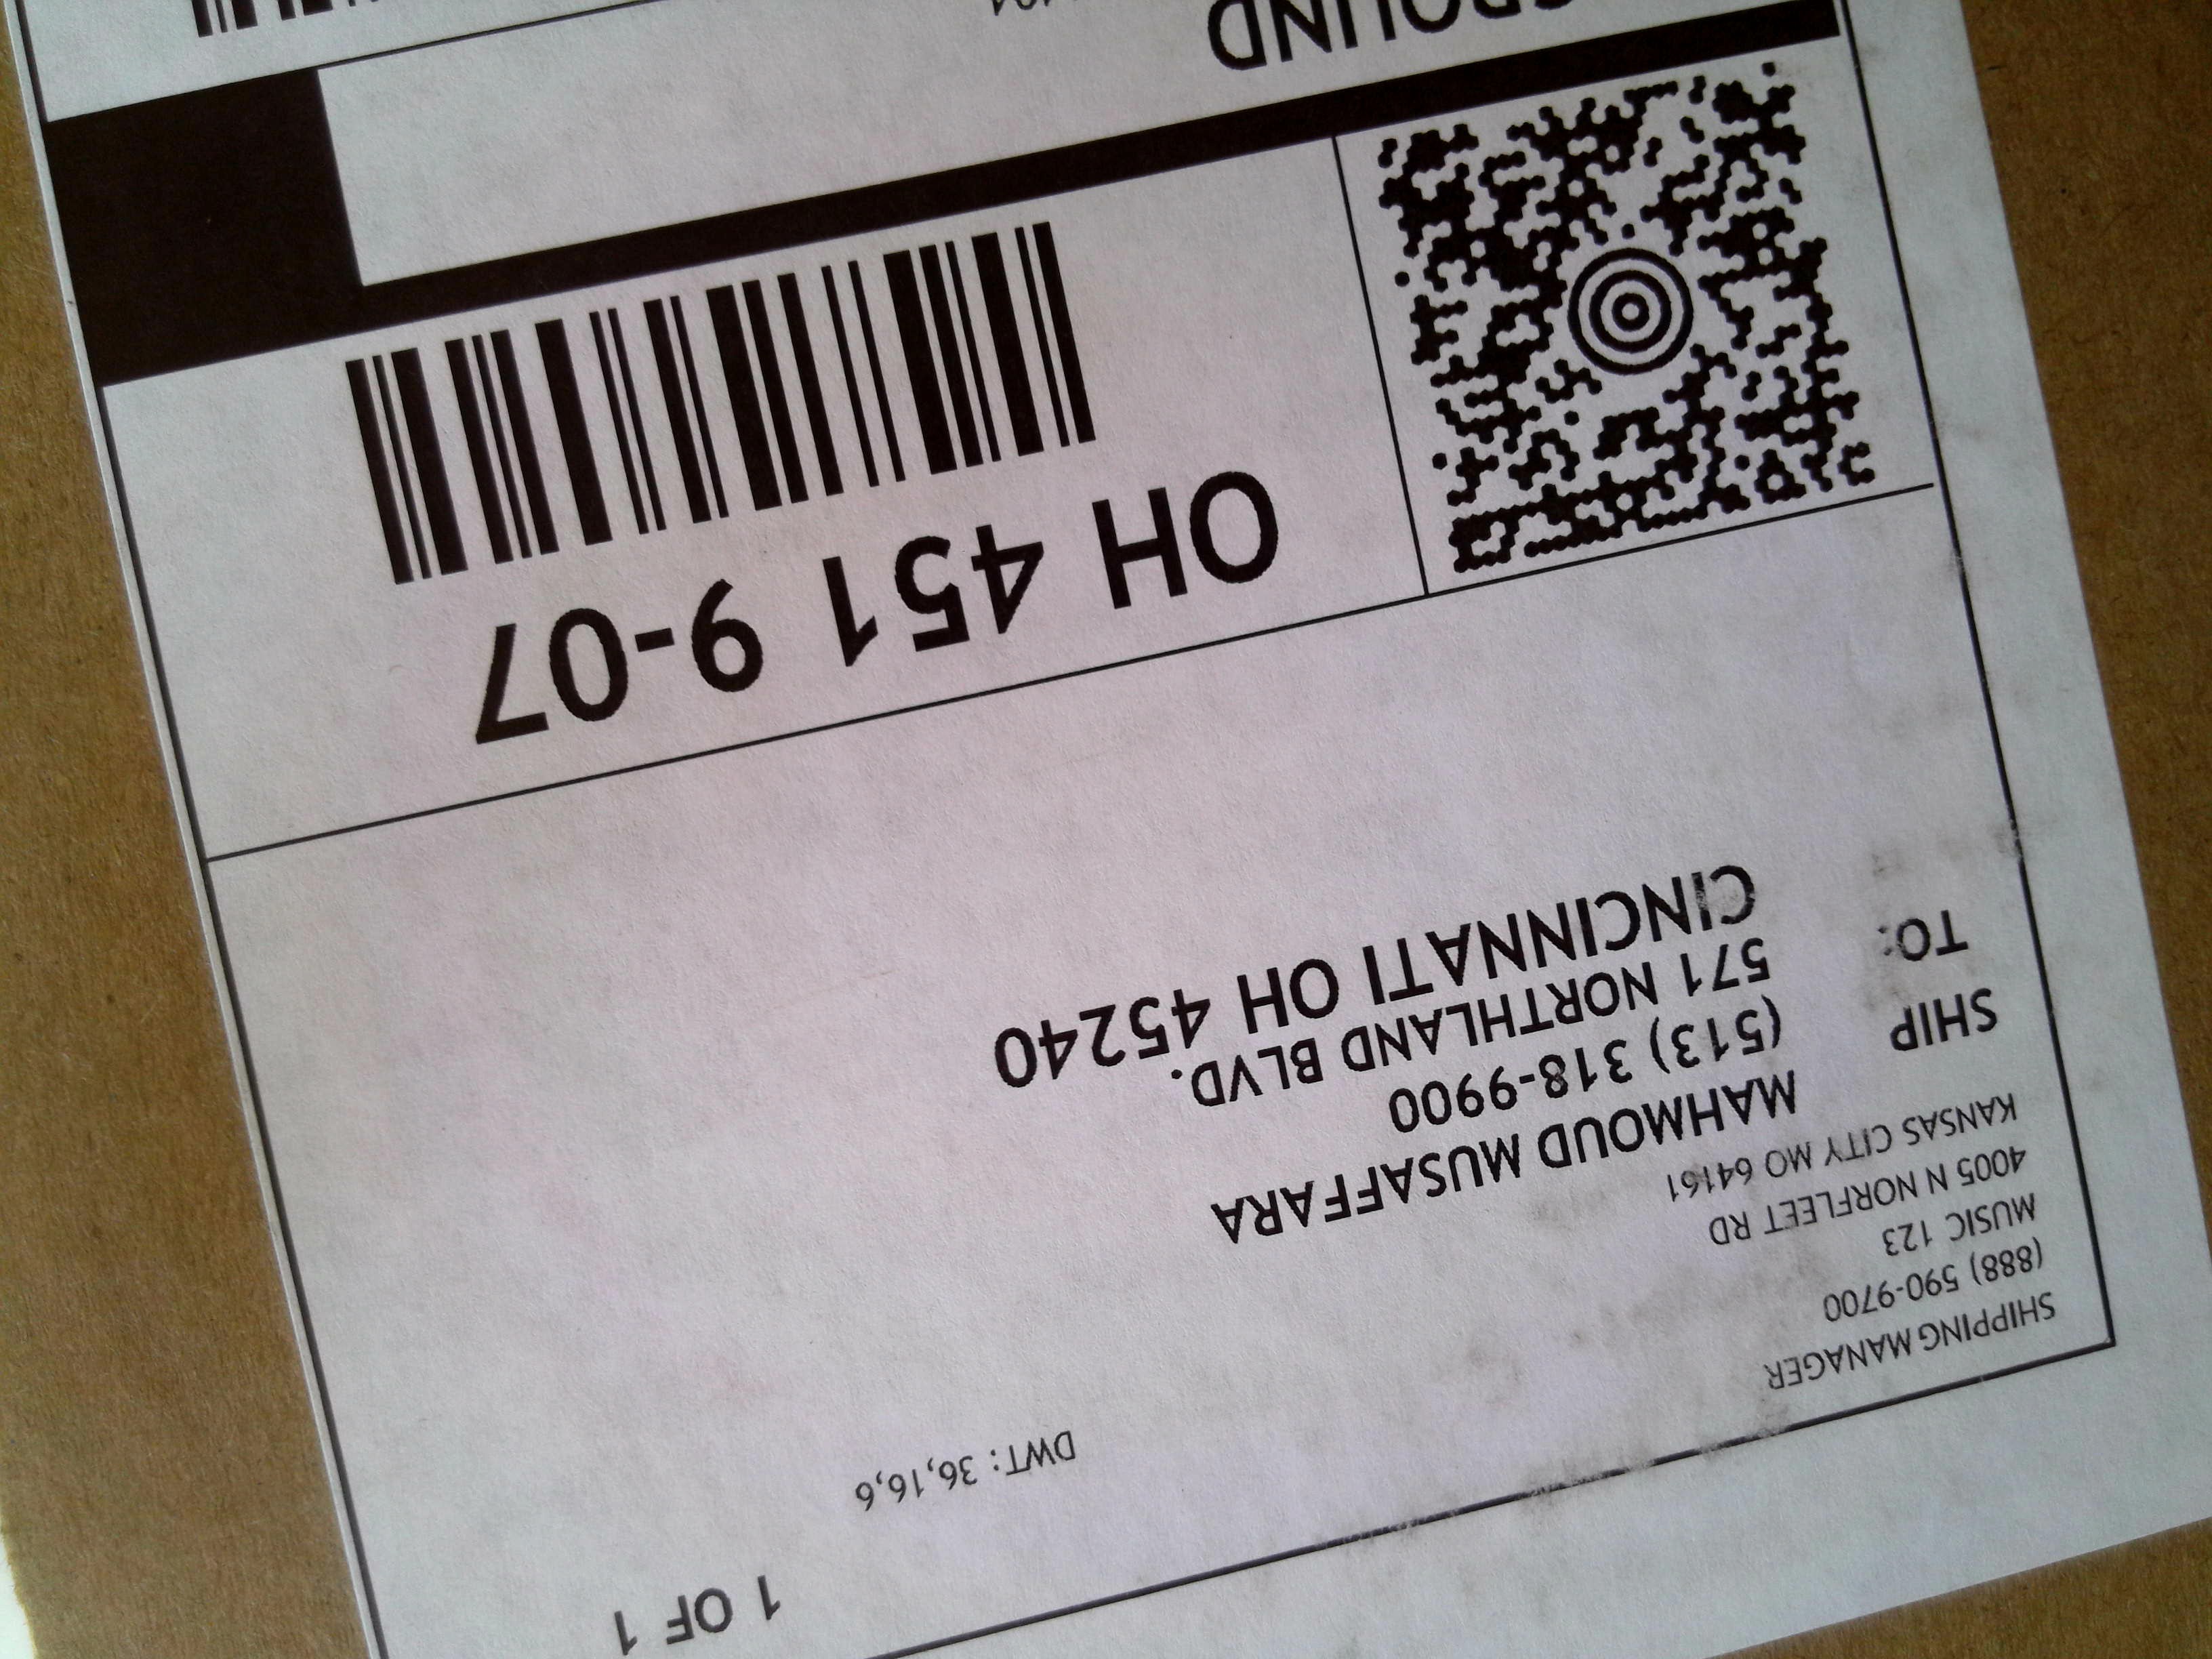 1 OF 1
DWT: 36,16,6
SHIPPING MANAGER
(888) 590-9700
MUSIC 123
4005 N NORFLEET RD
KANSAS CITY MO 64161
SHIP
TO:
MAHMOUD MUSAFFARA
(513) 318-9900
571 NORTHLAND BLVD.
CINCINNATI OH 45240
OH 451 9-07